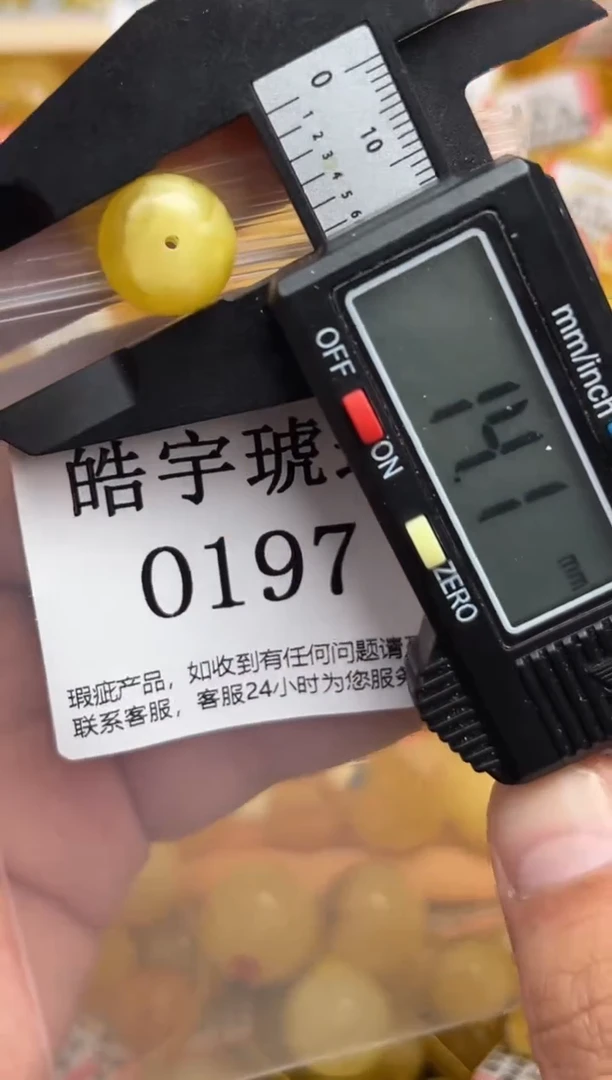 0
10
1
2
3
4
5
6
mm/inch
OFF
ON
14.1
mm
ZERO
皓宇琥
0197
瑕疵产品，如收到有任何问题请
联系客服，客服24小时为您服务